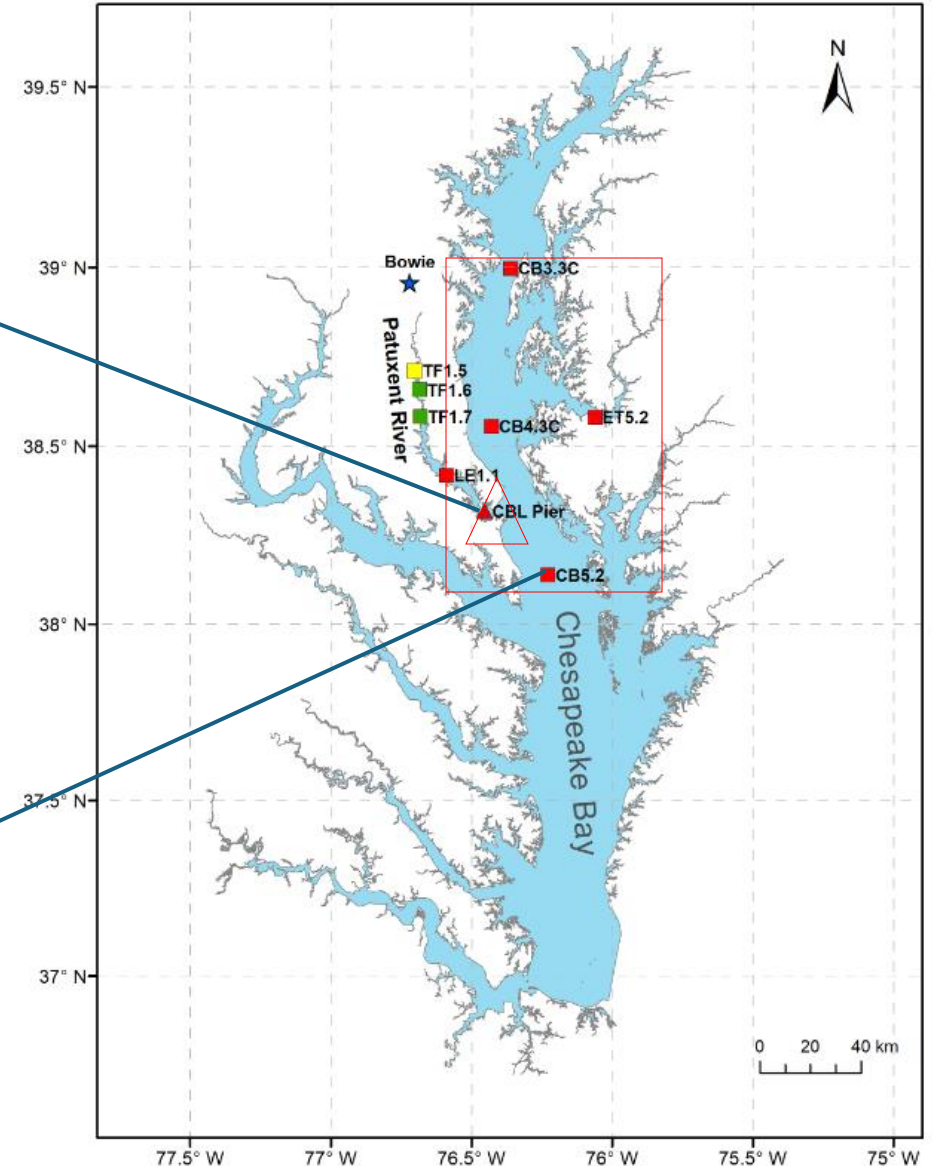 N
39.5° N
39° N
38.5° N
38° N
37.5° N
37° N
Bowie
CB3.3C
Patuxent River
TF1.5
TF1.6
TF1.7
CB4.3C
ET5.2
LE1.1
CBL Pier
CB5.2
Chesapeake Bay
0 20 40 km
77.5° W 77° W 76.5° W 76° W 75.5° W 75° W